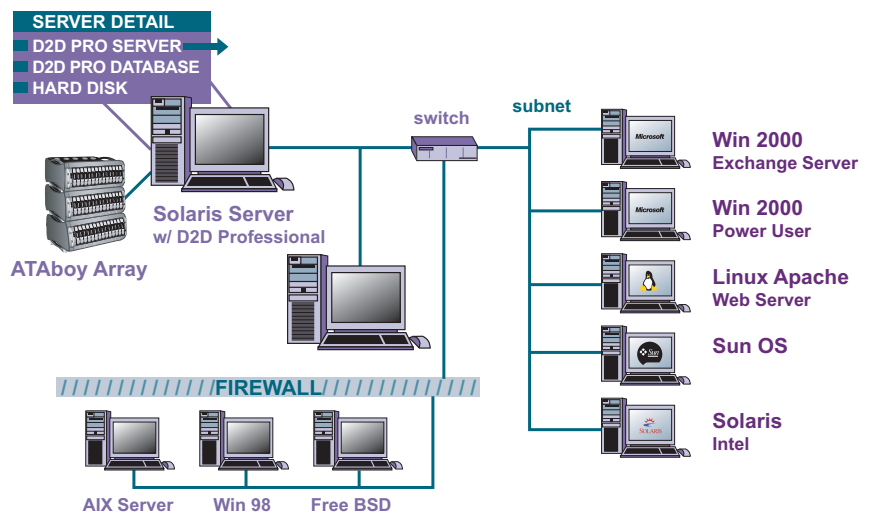 SERVER DETAIL
D2D PRO SERVER
D2D PRO DATABASE
HARD DISK
switch
subnet
Microsoft
Win 2000
Exchange Server
Microsoft
Win 2000
Power User
Solaris Server
w/ D2D Professional
ATAboy Array
Linux Apache
Web Server
Sun
Sun OS
FIREWALL
SOLARIS
Solaris
Intel
AIX Server
Win 98
Free BSD